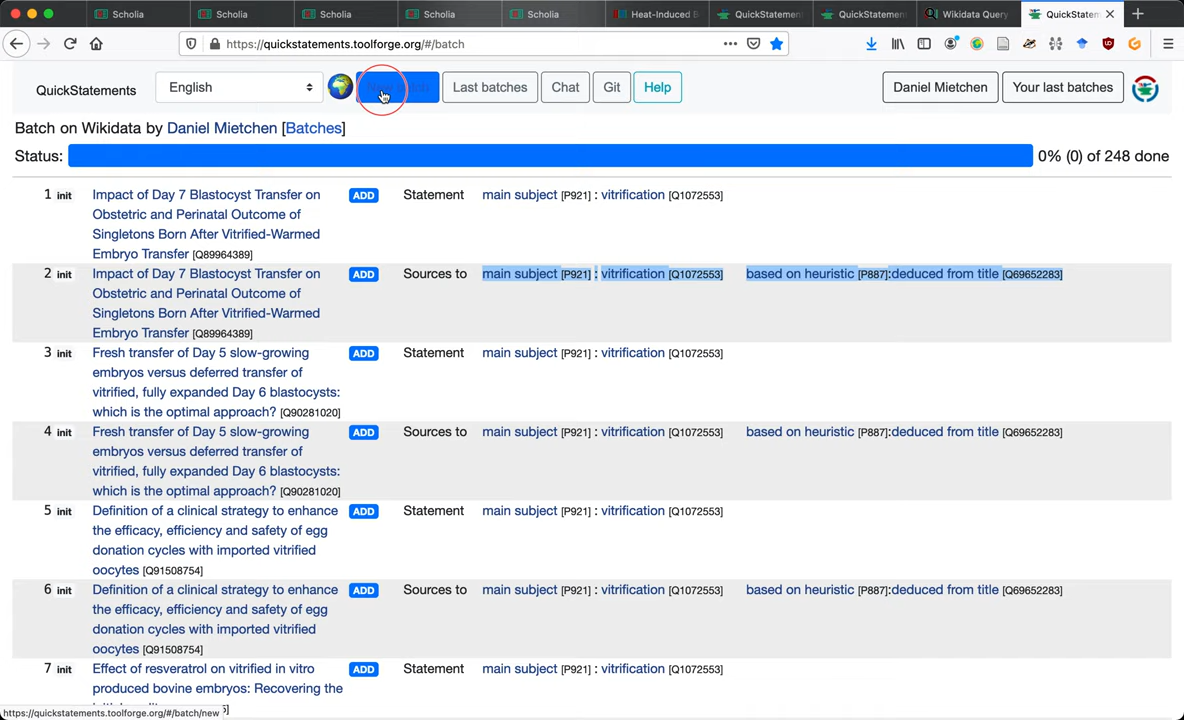 Scholia
Scholia
Scholia
Scholia
Scholia
Heat-Induced B
QuickStatement
QuickStatement
Wikidata Query
QuickStatem
https://quickstatements.toolforge.org/#/batch
QuickStatements
English
Last batches
Chat
Git
Help
Daniel Mietchen
Your last batches
Batch on Wikidata by Daniel Mietchen [Batches]
Status:
0% (0) of 248 done
1 init
Impact of Day 7 Blastocyst Transfer on
Obstetric and Perinatal Outcome of
Singletons Born After Vitrified-Warmed
Embryo Transfer [Q89964389]
ADD
Statement
main subject [P921] : vitrification [Q1072553]
2 init
Impact of Day 7 Blastocyst Transfer on
Obstetric and Perinatal Outcome of
Singletons Born After Vitrified-Warmed
Embryo Transfer [Q89964389]
ADD
Sources to
main subject [P921] : vitrification [Q1072553]
based on heuristic [P887]:deduced from title [Q69652283]
3 init
Fresh transfer of Day 5 slow-growing
embryos versus deferred transfer of
vitrified, fully expanded Day 6 blastocysts:
which is the optimal approach? [Q90281020]
ADD
Statement
main subject [P921] : vitrification [Q1072553]
4 init
Fresh transfer of Day 5 slow-growing
embryos versus deferred transfer of
vitrified, fully expanded Day 6 blastocysts:
which is the optimal approach? [Q90281020]
ADD
Sources to
main subject [P921] : vitrification [Q1072553]
based on heuristic [P887]:deduced from title [Q69652283]
5 init
Definition of a clinical strategy to enhance
the efficacy, efficiency and safety of egg
donation cycles with imported vitrified
oocytes [Q91508754]
ADD
Statement
main subject [P921] : vitrification [Q1072553]
6 init
Definition of a clinical strategy to enhance
the efficacy, efficiency and safety of egg
donation cycles with imported vitrified
oocytes [Q91508754]
ADD
Sources to
main subject [P921] : vitrification [Q1072553]
based on heuristic [P887]:deduced from title [Q69652283]
7 init
Effect of resveratrol on vitrified in vitro
produced bovine embryos: Recovering the
ADD
Statement
main subject [P921] : vitrification [Q1072553]
https://quickstatements.toolforge.org/#/batch/new